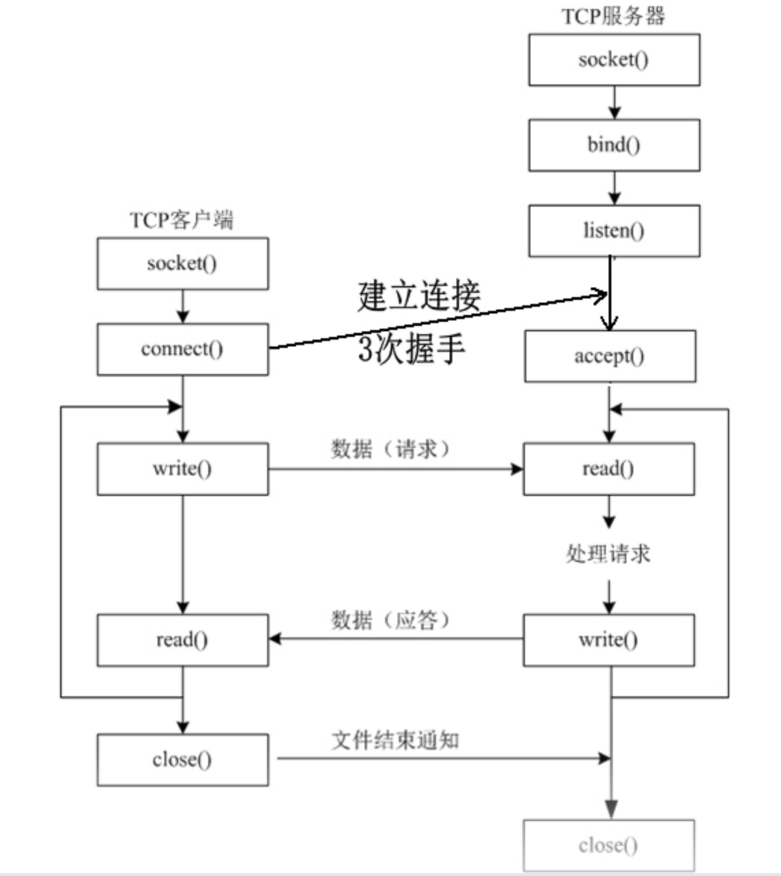 TCP服务器
socket()
bind()
listen()
TCP客户端
socket()
建立连接
connect()
3次握手
accept()
write()
数据（请求）
read()
处理请求
read()
数据（应答）
write()
close()
文件结束通知
close()